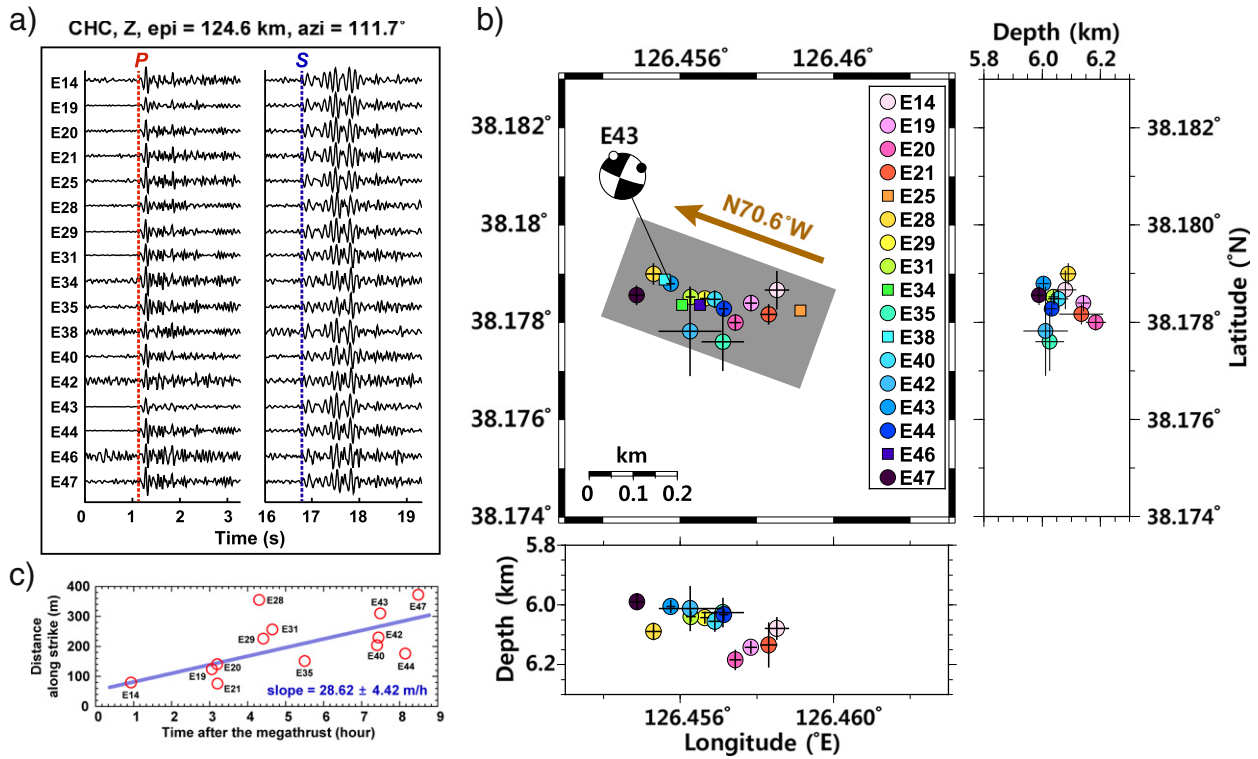 a)
CHC, Z, epi = 124.6 km, azi = 111.7˚
P
S
E14
E19
E20
E21
E25
E28
E29
E31
E34
E35
E38
E40
E42
E43
E44
E46
E47
0 1 2 3 16 17 18 19
Time (s)
b)
126.456˚ 126.46˚
38.182˚
38.18˚
38.178˚
38.176˚
38.174˚
E43
N70.6˚W
km
0 0.1 0.2
E14
E19
E20
E21
E25
E28
E29
E31
E34
E35
E38
E40
E42
E43
E44
E46
E47
Depth (km)
5.8 6.0 6.2
38.182˚
38.180˚
38.178˚
38.176˚
38.174˚
Latitude (˚N)
5.8
6.0
6.2
Depth (km)
126.456˚ 126.460˚
Longitude (˚E)
c)
400
300
200
100
0
Distance
along strike (m)
E14
E19
E20
E21
E28
E29
E31
E35
E43
E42
E40
E44
E47
slope = 28.62 ± 4.42 m/h
0 1 2 3 4 5 6 7 8 9
Time after the megathrust (hour)